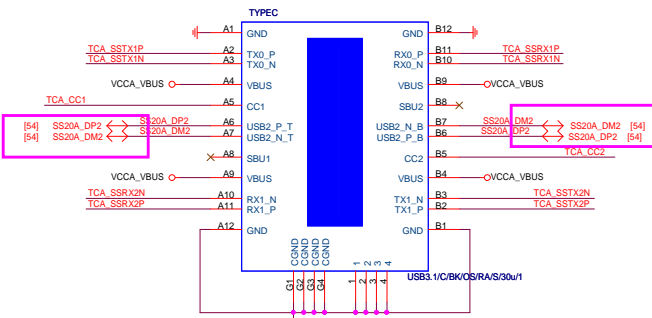 TYPEC
A1 GND GND B12
TCA_SSTX1P A2 TX0_P RX0_P B11 TCA_SSRX1P
TCA_SSTX1N A3 TX0_N RX0_N B10 TCA_SSRX1N
VCCA_VBUS A4 VBUS VBUS B9 VCCA_VBUS
TCA_CC1 A5 CC1 SBU2 B8
[54] SS20A_DP2 SS20A_DP2 A6 USB2_P_T USB2_N_B B7 SS20A_DM2 SS20A_DM2 [54]
[54] SS20A_DM2 SS20A_DM2 A7 USB2_N_T USB2_P_B B6 SS20A_DP2 SS20A_DP2 [54]
A8 SBU1 CC2 B5 TCA_CC2
VCCA_VBUS A9 VBUS VBUS B4 VCCA_VBUS
TCA_SSRX2N A10 RX1_N TX1_N B3 TCA_SSTX2N
TCA_SSRX2P A11 RX1_P TX1_P B2 TCA_SSTX2P
A12 GND GND B1
CGND CGND CGND CGND 1 2 3 4
USB3.1/C/BK/OS/RA/S/30u/1
G1 G2 G3 G4 1 2 3 4